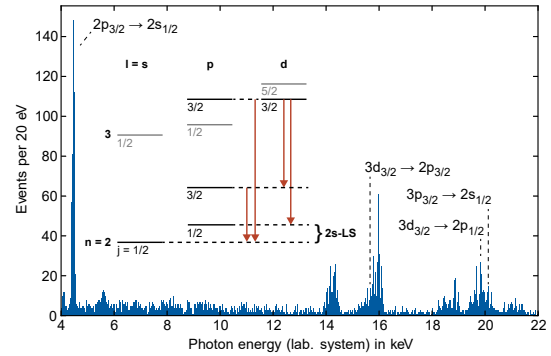 2p3/2 → 2s1/2
l = s p d
5/2
3/2 3/2
3 1/2 1/2
3/2
1/2 2s-LS
n = 2 j = 1/2
3d3/2 → 2p3/2
3p3/2 → 2s1/2
3d3/2 → 2p1/2
Events per 20 eV
140
120
100
80
60
40
20
0
4 6 8 10 12 14 16 18 20 22
Photon energy (lab. system) in keV